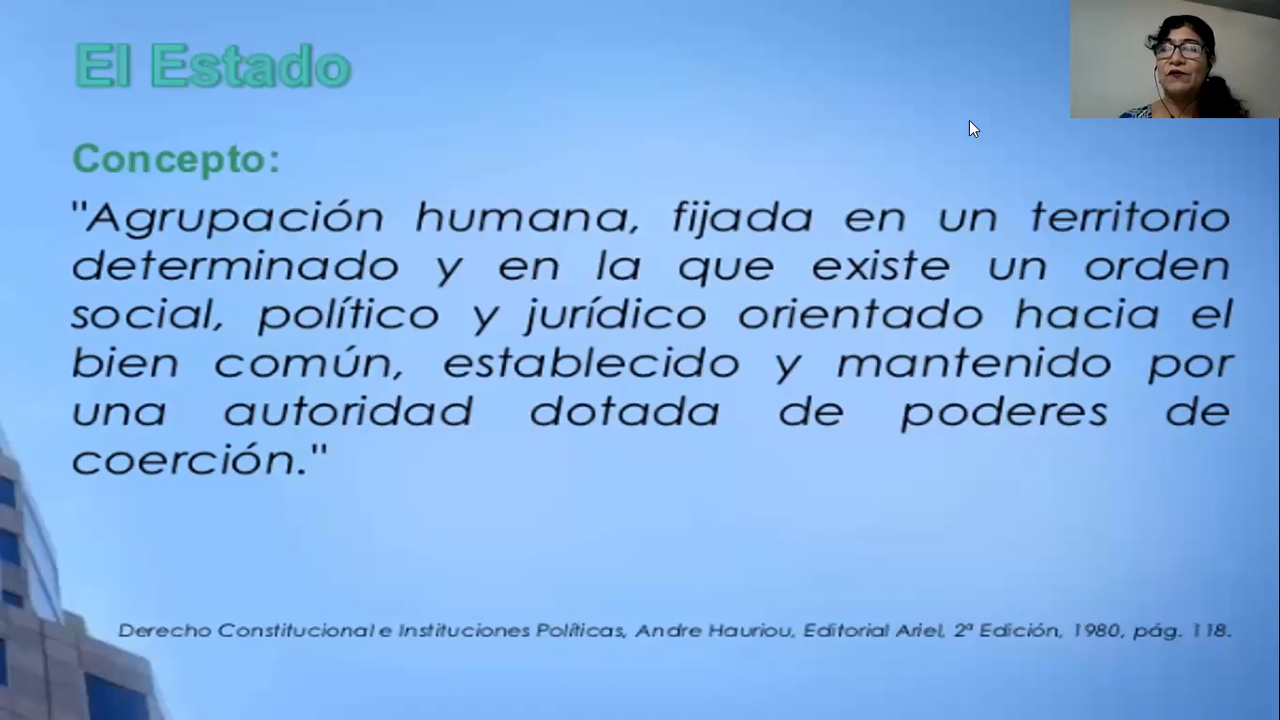 El Estado
Concepto:
"Agrupación humana, fijada en un territorio
determinado y en la que existe un orden
social, político y jurídico orientado hacia el
bien común, establecido y mantenido por
una autoridad dotada de poderes de
coerción."
Derecho Constitucional e Instituciones Políticas, Andre Hauriou, Editorial Ariel, 2ª Edición, 1980, pág. 118.